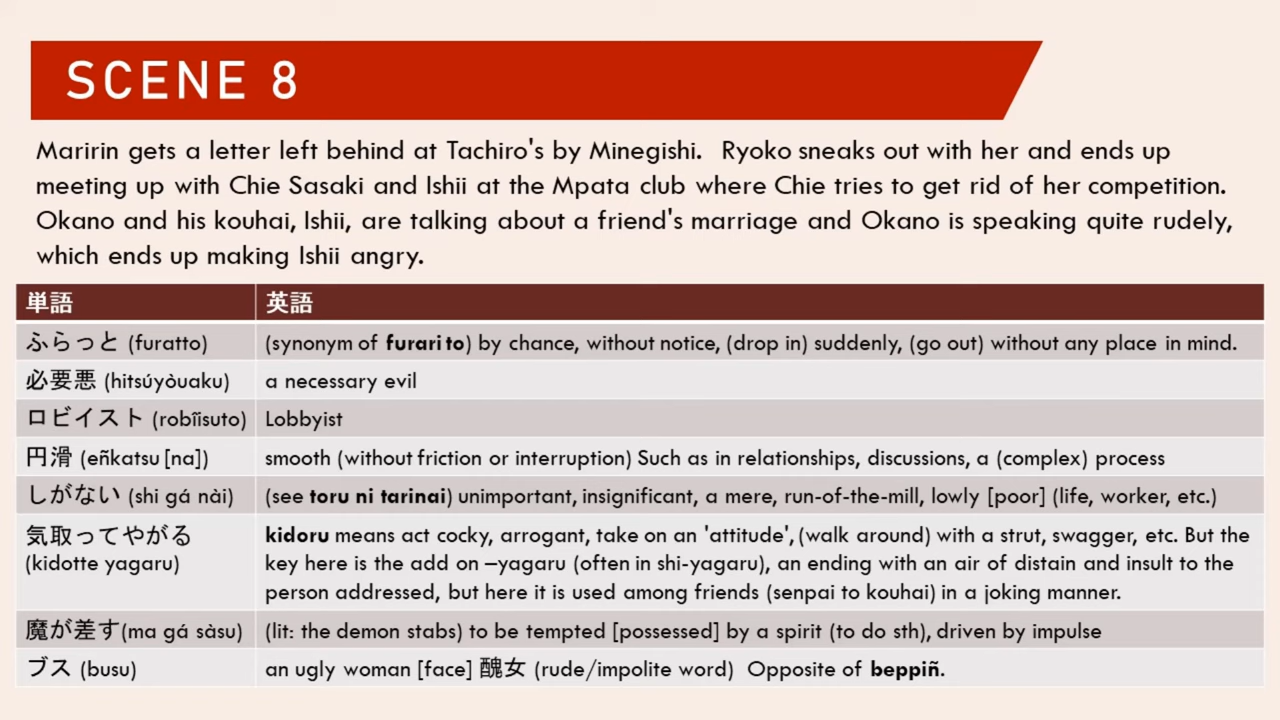 SCENE 8
Maririn gets a letter left behind at Tachiro's by Minegishi. Ryoko sneaks out with her and ends up
meeting up with Chie Sasaki and Ishii at the Mpata club where Chie tries to get rid of her competition.
Okano and his kouhai, Ishii, are talking about a friend's marriage and Okano is speaking quite rudely,
which ends up making Ishii angry.
単語 英語
ふらっと (furatto) (synonym of furari to) by chance, without notice, (drop in) suddenly, (go out) without any place in mind.
必要悪 (hitsúyòuaku) a necessary evil
ロビイスト (robîisuto) Lobbyist
円滑 (eñkatsu [na]) smooth (without friction or interruption) Such as in relationships, discussions, a (complex) process
しがない (shi gá nài) (see toru ni tarinai) unimportant, insignificant, a mere, run-of-the-mill, lowly [poor] (life, worker, etc.)
気取ってやがる
(kidotte yagaru)
kidoru means act cocky, arrogant, take on an 'attitude', (walk around) with a strut, swagger, etc. But the
key here is the add on –yagaru (often in shi-yagaru), an ending with an air of distain and insult to the
person addressed, but here it is used among friends (senpai to kouhai) in a joking manner.
魔が差す(ma gá sàsu) (lit: the demon stabs) to be tempted [possessed] by a spirit (to do sth), driven by impulse
ブス (busu) an ugly woman [face] 醜女 (rude/impolite word) Opposite of beppiñ.